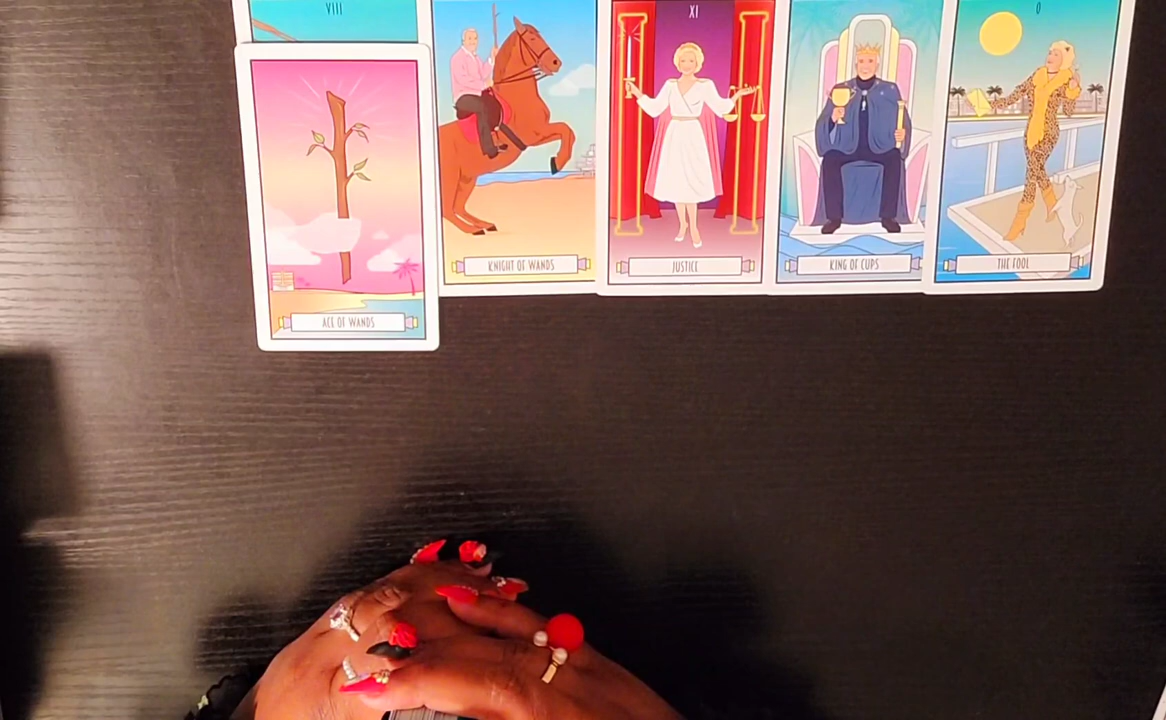 VIII
XI
0
ACE OF WANDS
KNIGHT OF WANDS
JUSTICE
KING OF CUPS
THE FOOL